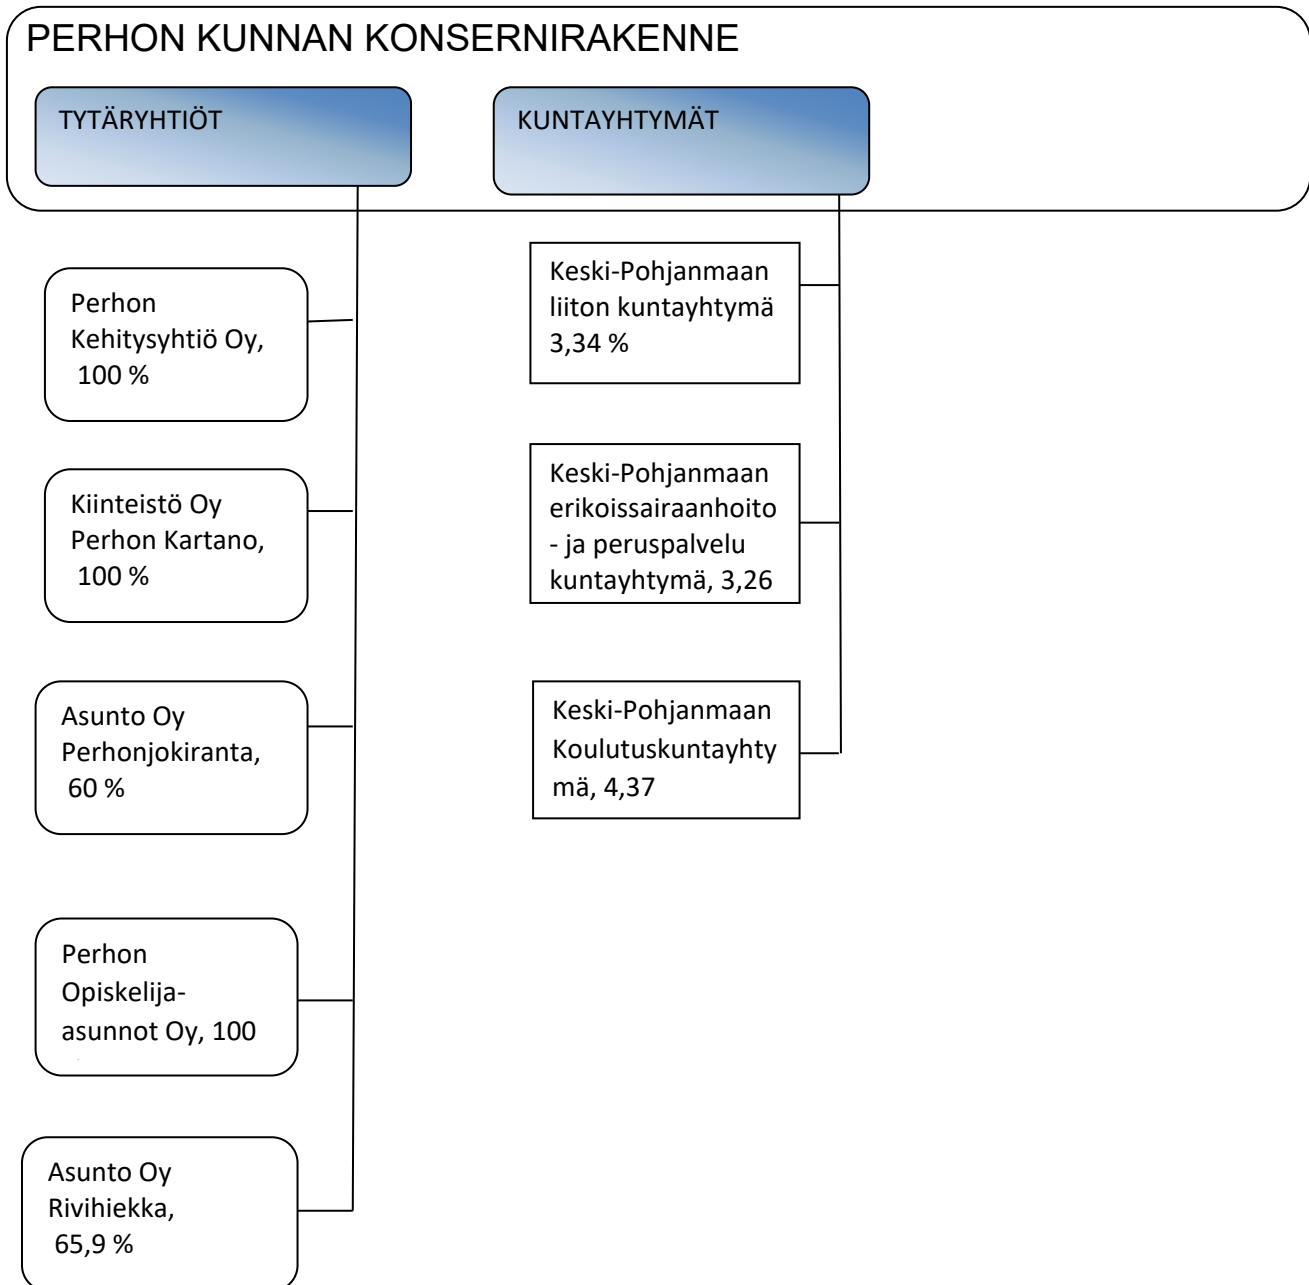 PERHON KUNNAN KONSERNIRAKENNE
TYTÄRYHTIÖT
Perhon
Kehitysyhtiö Oy,
100 %
Kiinteistö Oy
Perhon Kartano,
100 %
Asunto Oy
Perhonjokiranta,
60 %
Perhon
Opiskelija-
asunnot Oy, 100
Asunto Oy
Rivihiekka,
65,9 %
KUNTAYHTYMÄT
Keski-Pohjanmaan
liiton kuntayhtymä
3,34 %
Keski-Pohjanmaan
erikoissairaanhoito
- ja peruspalvelu
kuntayhtymä, 3,26
Keski-Pohjanmaan
Koulutuskuntayhty
mä, 4,37